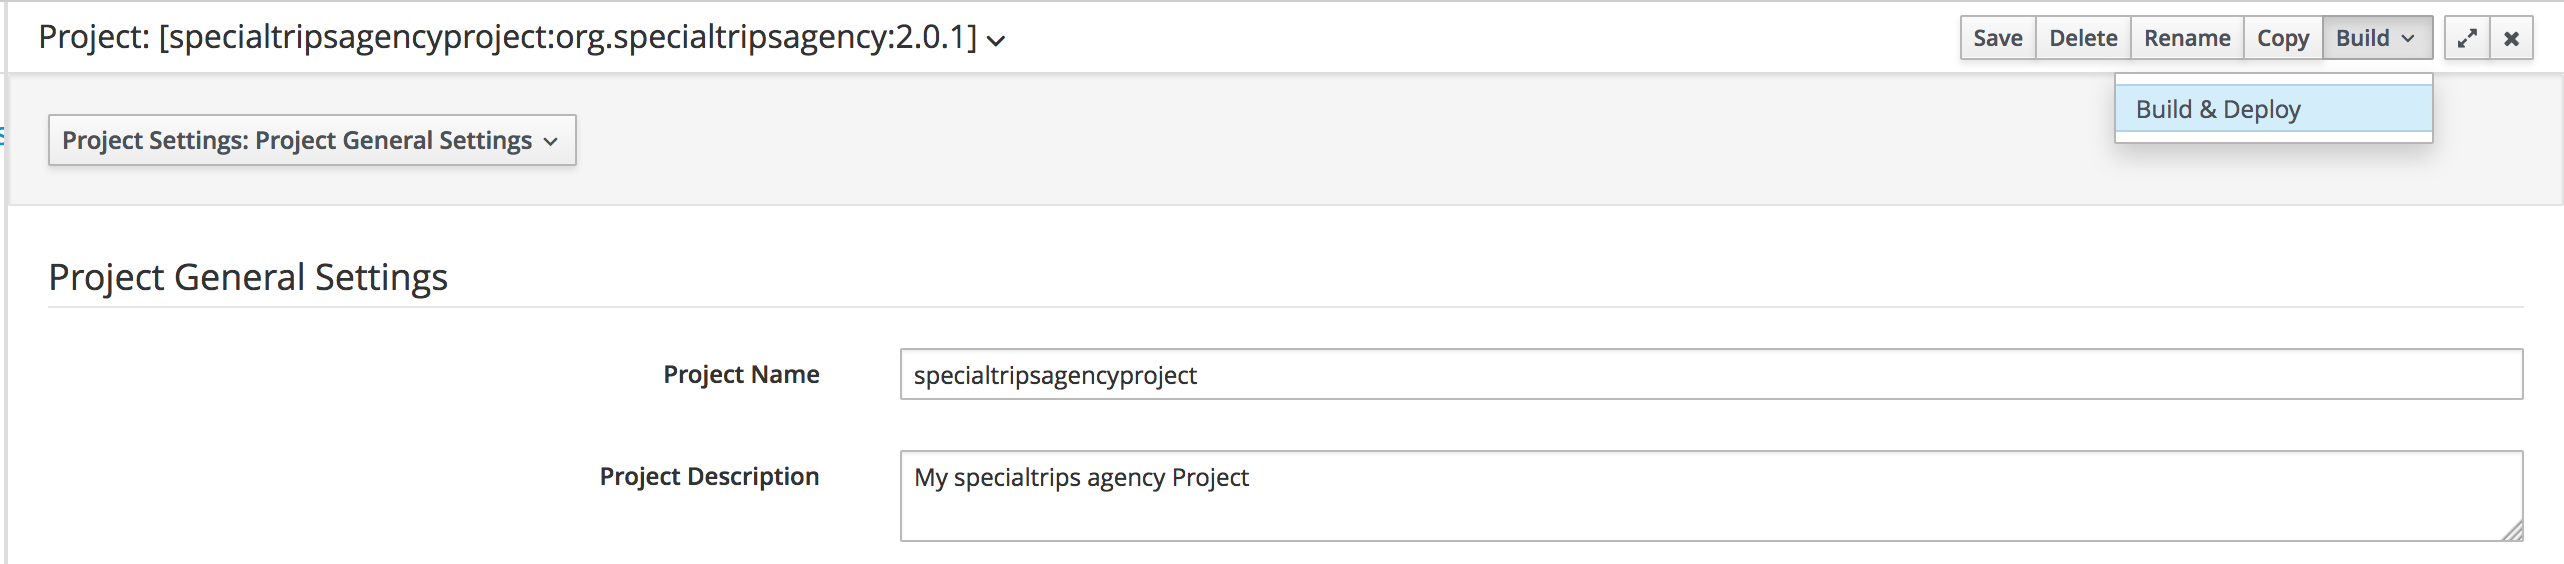 Project: [specialtripsagencyproject:org.specialtripsagency:2.0.1]
Save Delete Rename Copy Build
Build & Deploy
Project Settings: Project General Settings
Project General Settings
Project Name
specialtripsagencyproject
Project Description
My specialtrips agency Project